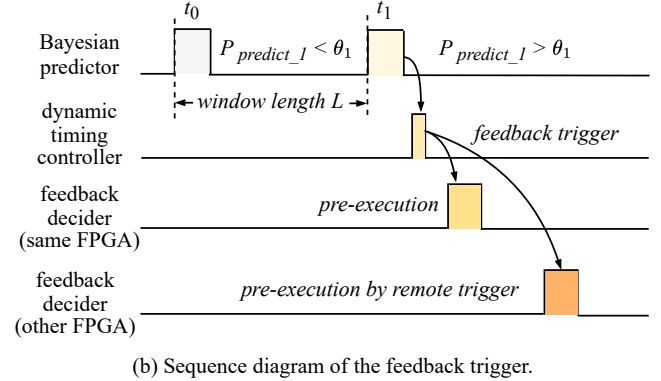 t0 t1
Bayesian predictor
P predict_1 < θ1
P predict_1 > θ1
window length L
dynamic timing controller
feedback trigger
feedback decider (same FPGA)
pre-execution
feedback decider (other FPGA)
pre-execution by remote trigger
(b) Sequence diagram of the feedback trigger.